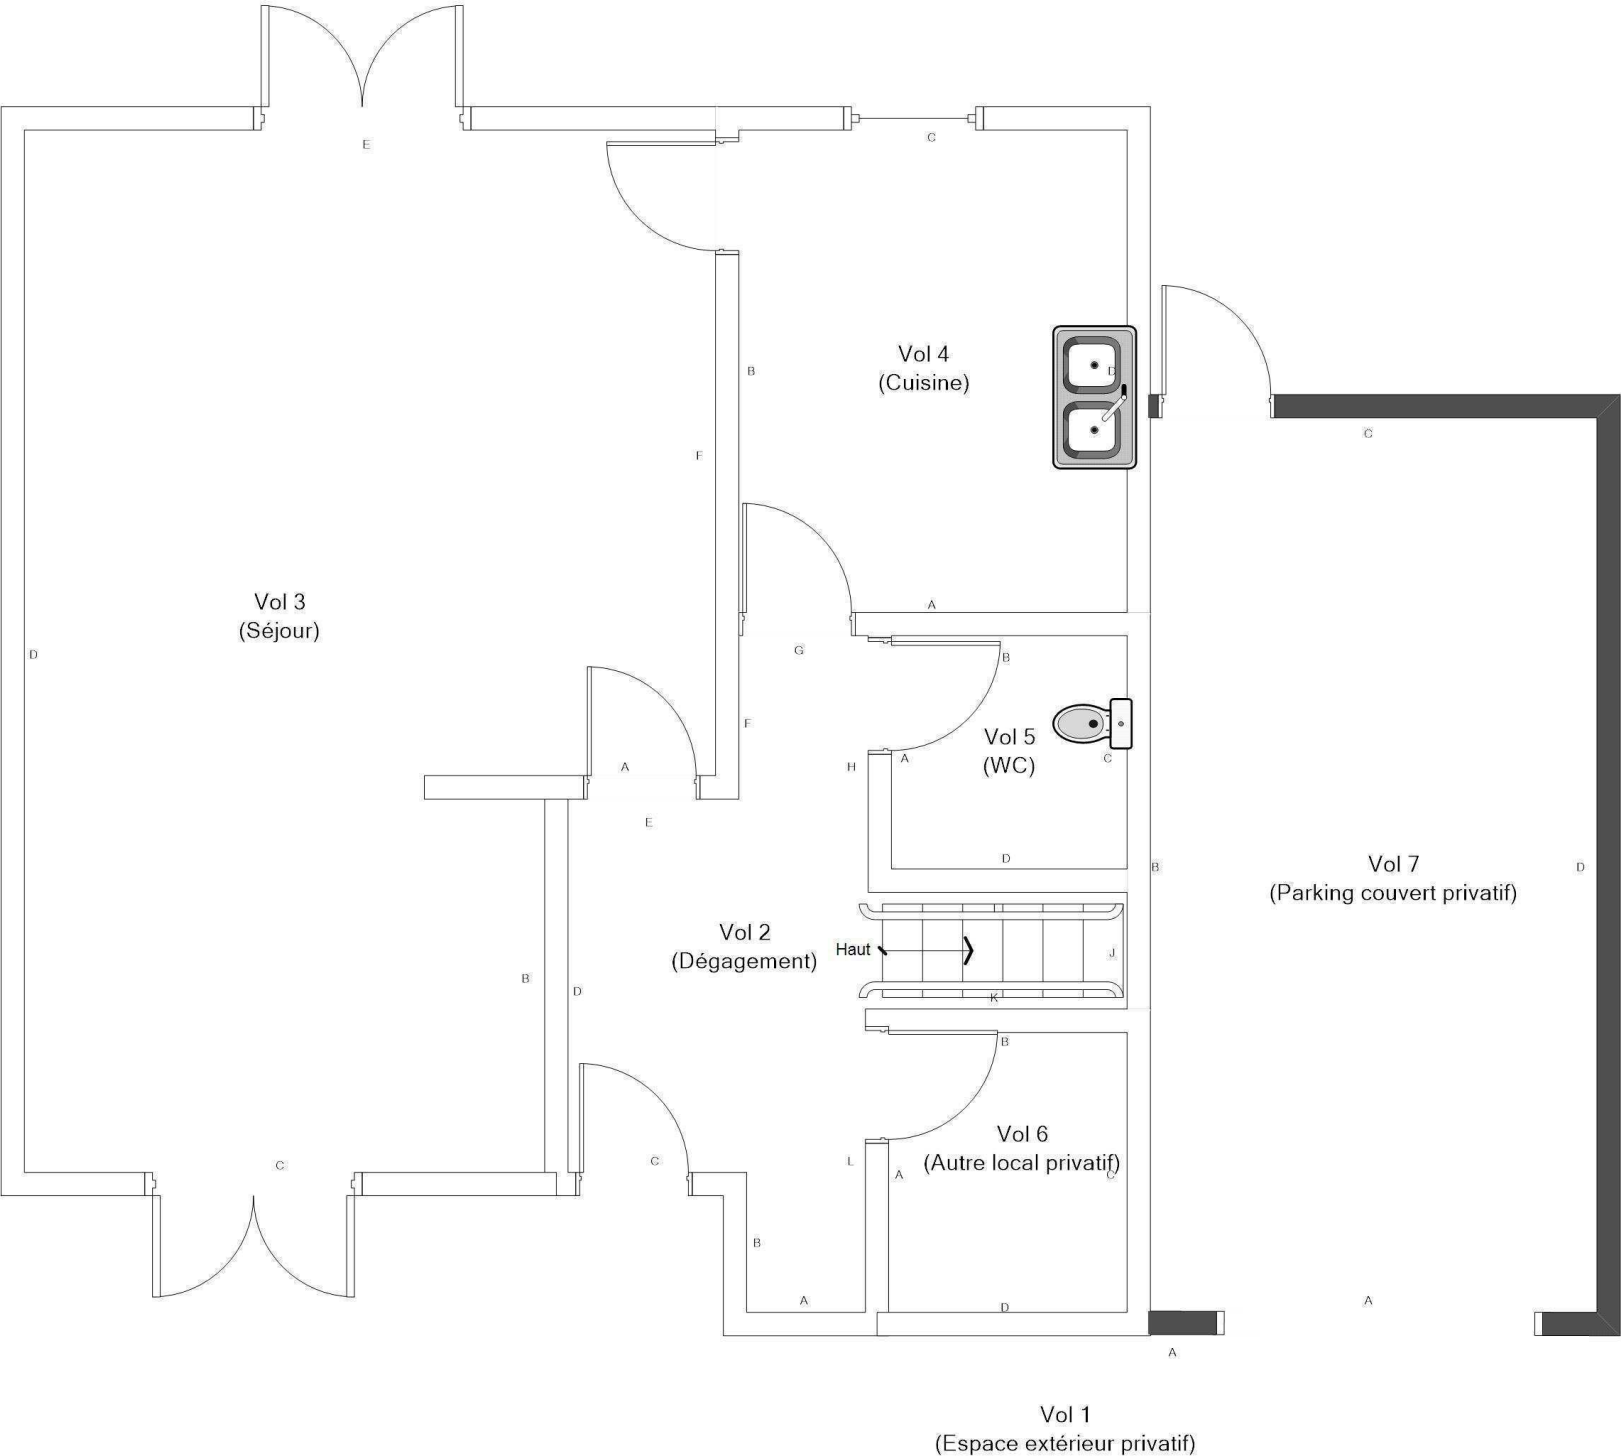 E
C
Vol 4
(Cuisine)
B
D
C
F
Vol 3
(Séjour)
D
A
G
B
F
Vol 5
(WC)
A
C
A
H
E
D
Vol 7
(Parking couvert privatif)
B
D
Vol 2
(Dégagement)
Haut
J
B
D
K
B
Vol 6
(Autre local privatif)
C
C
L
A
C
B
A
D
A
A
Vol 1
(Espace extérieur privatif)